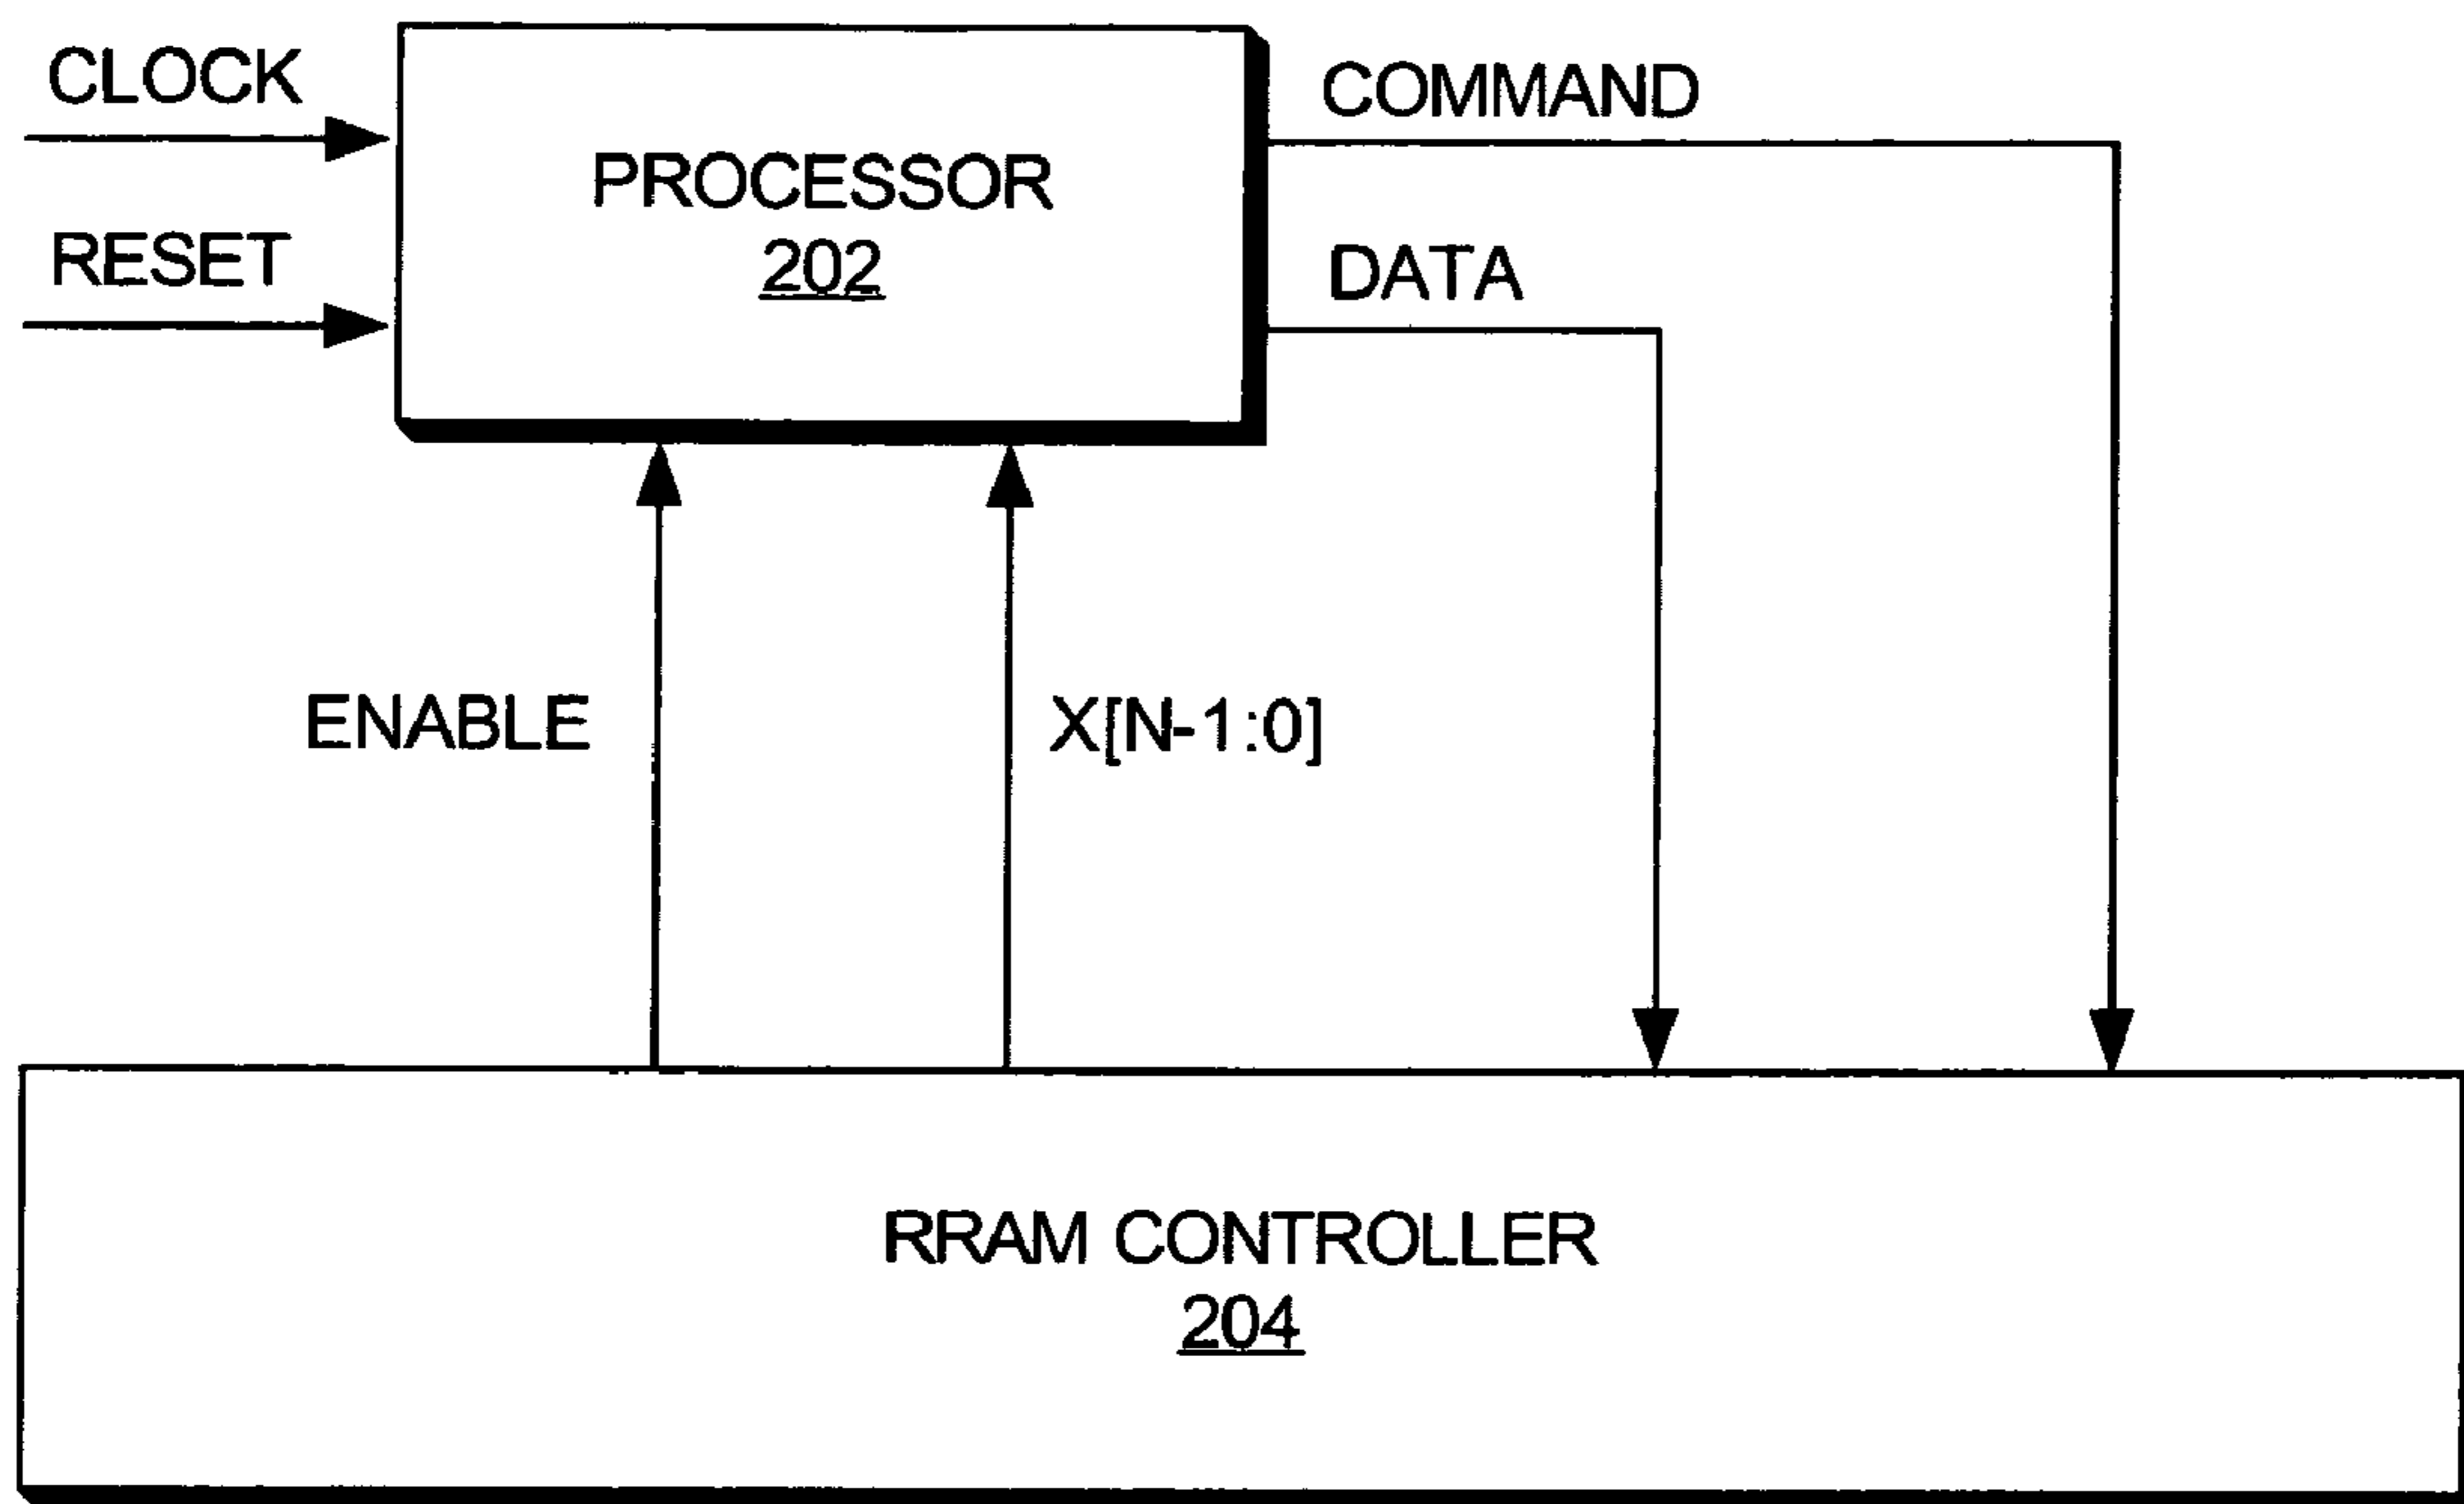 CLOCK
COMMAND
PROCESSOR
202
RESET
DATA
ENABLE
X[N-1:0]
RRAM CONTROLLER
204